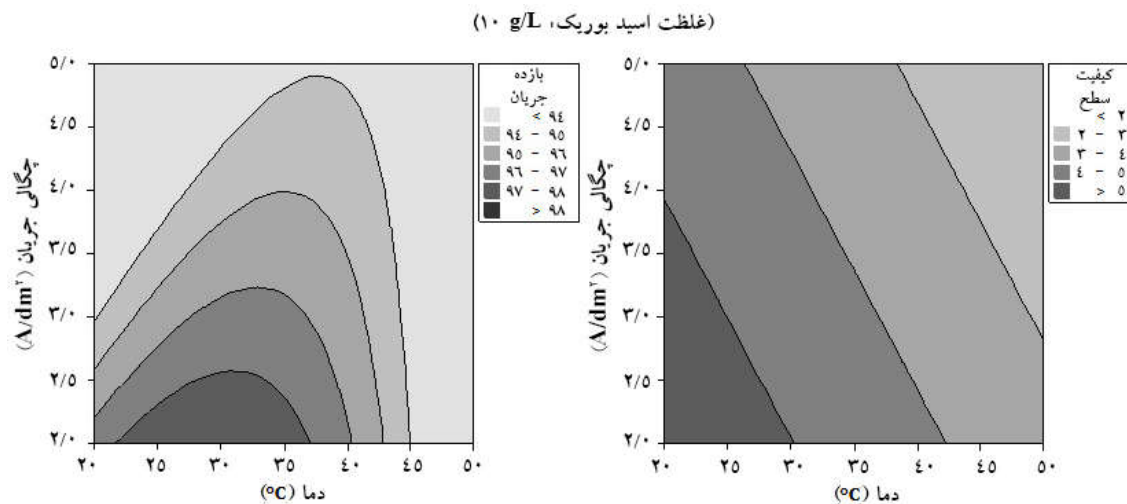 (غلظت اسید بوریک، ۱۰ g/L)
۵/۰
۴/۵
۴/۰
۳/۵
۳/۰
۲/۵
۲/۰
چگالی جریان (A/dm²)
۲۰ ۲۵ ۳۰ ۳۵ ۴۰ ۴۵ ۵۰
دما (°C)
بازده
جریان
< ۹۴
۹۴ - ۹۵
۹۵ - ۹۶
۹۶ - ۹۷
۹۷ - ۹۸
> ۹۸
۵/۰
۴/۵
۴/۰
۳/۵
۳/۰
۲/۵
۲/۰
چگالی جریان (A/dm²)
۲۰ ۲۵ ۳۰ ۳۵ ۴۰ ۴۵ ۵۰
دما (°C)
کیفیت
سطح
< ۲
۲ - ۳
۳ - ۴
۴ - ۵
> ۵